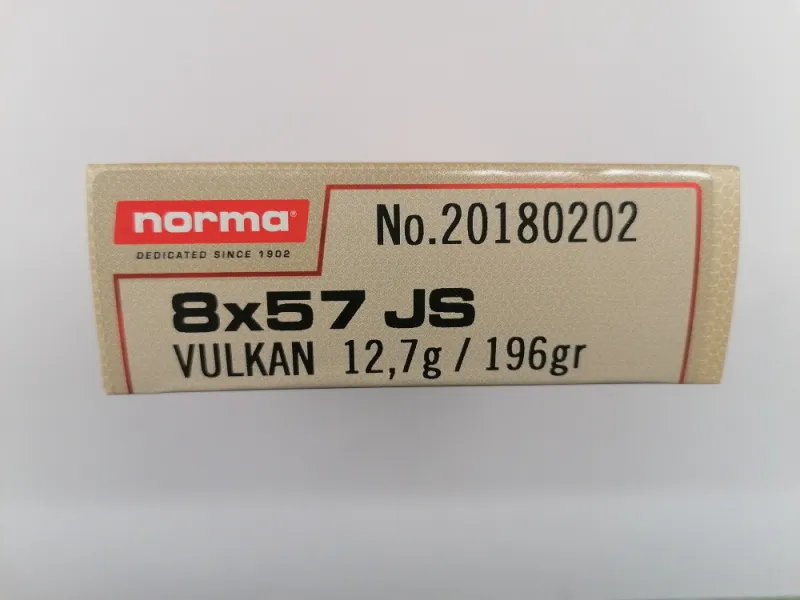 norma®
DEDICATED SINCE 1902
No.20180202
8x57 JS
VULKAN 12,7g / 196gr